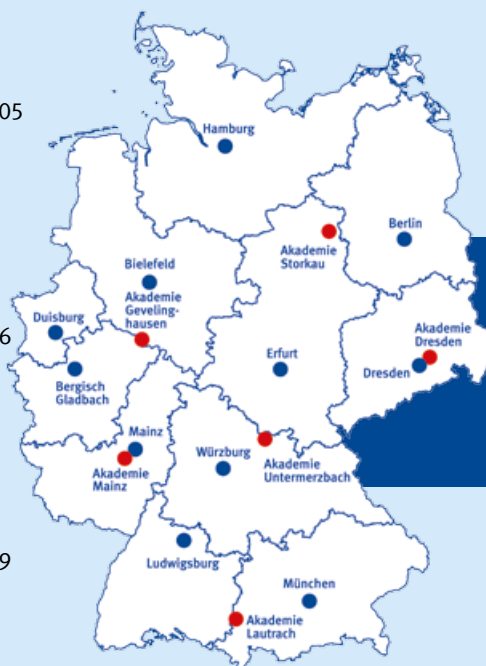 05
Hamburg
Berlin
Akademie
Storkau
Bielefeld
Akademie
Geveling-
hausen
Duisburg
6
Akademie
Dresden
Dresden
Erfurt
Bergisch
Gladbach
Mainz
Akademie
Mainz
Würzburg
Akademie
Untermerzbach
9
Ludwigsburg
München
Akademie
Lautrach